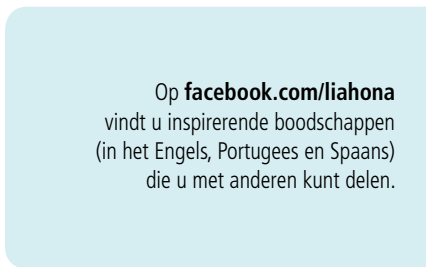 Op facebook.com/liahona
vindt u inspirerende boodschappen
(in het Engels, Portugees en Spaans)
die u met anderen kunt delen.